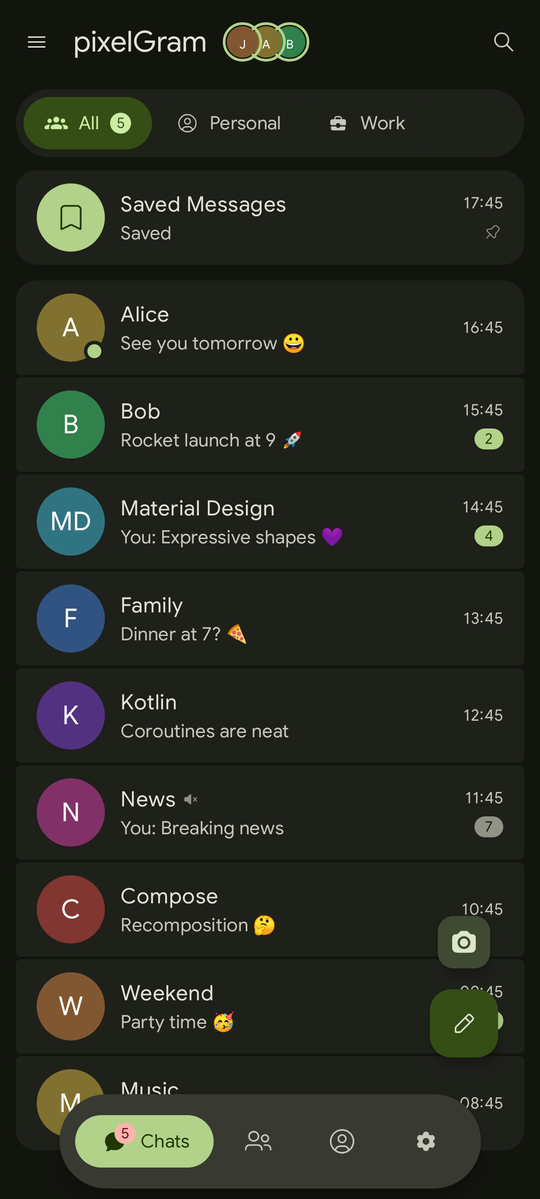 pixelGram J A B
All 5 Personal Work
Saved Messages 17:45
Saved
A Alice 16:45
See you tomorrow 😀
B Bob 15:45
Rocket launch at 9 🚀 2
MD Material Design 14:45
You: Expressive shapes 💜 4
F Family 13:45
Dinner at 7? 🍕
K Kotlin 12:45
Coroutines are neat
N News 11:45
You: Breaking news 7
C Compose 10:45
Recomposition 🤔
W Weekend
Party time 🥳
M Music 08:45
5 Chats